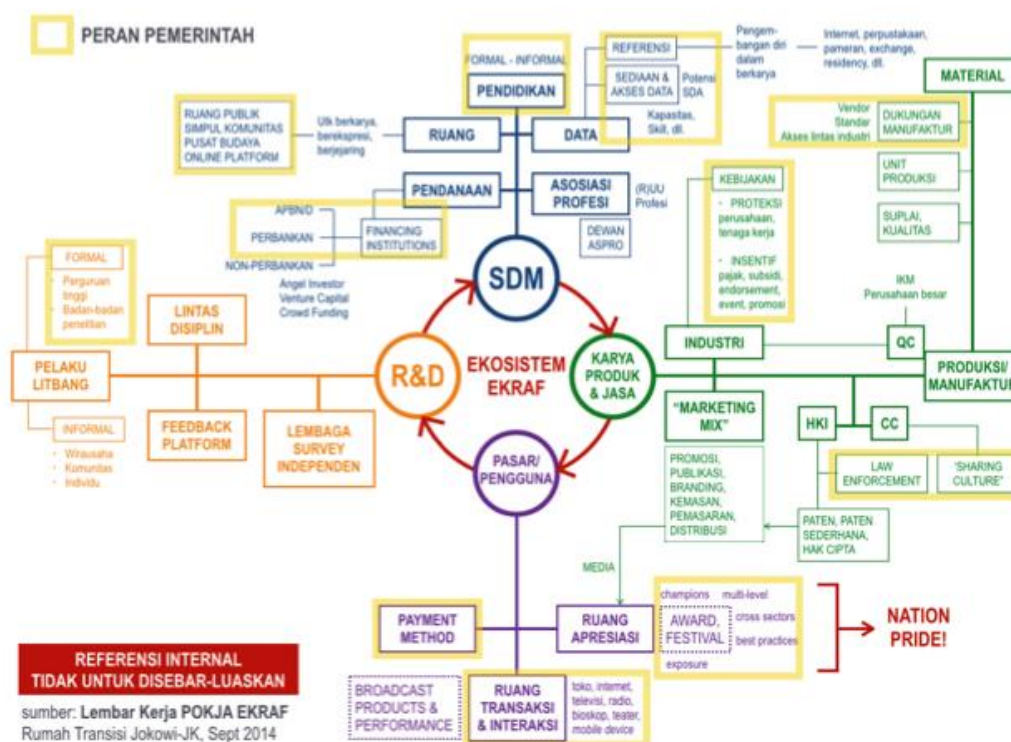 PERAN PEMERINTAH
FORMAL - INFORMAL
PENDIDIKAN
REFERENSI
Pengem-
bangan diri
dalam
berkarya
Internet, perpustakaan,
pameran, exchange,
residency, dll.
SEDIAAN &
AKSES DATA
Potensi
SDA
Kapasitas,
Skill, dll.
RUANG PUBLIK
SIMPUL KOMUNITAS
PUSAT BUDAYA
ONLINE PLATFORM
Utk berkarya,
berekspresi,
berjejaring
RUANG
DATA
PENDANAAN
ASOSIASI
PROFESI
(R)UU
Profesi
DEWAN
ASPRO
APBN/D
PERBANKAN
NON-PERBANKAN
FINANCING
INSTITUTIONS
Angel Investor
Venture Capital
Crowd Funding
SDM
MATERIAL
Vendor
Standar
Akses lintas industri
DUKUNGAN
MANUFAKTUR
UNIT
PRODUKSI
SUPLAI,
KUALITAS
KEBIJAKAN
• PROTEKSI
perusahaan,
tenaga kerja
• INSENTIF
pajak, subsidi,
endorsement,
event, promosi
IKM
Perusahaan besar
INDUSTRI
QC
PRODUKSI/
MANUFAKTUR
FORMAL
• Perguruan
tinggi
• Badan-badan
penelitian
LINTAS
DISIPLIN
PELAKU
LITBANG
R&D
EKOSISTEM
EKRAF
KARYA
PRODUK
& JASA
INFORMAL
• Wirausaha
• Komunitas
• Individu
FEEDBACK
PLATFORM
LEMBAGA
SURVEY
INDEPENDEN
PASAR/
PENGGUNA
"MARKETING
MIX"
HKI
CC
PROMOSI,
PUBLIKASI,
BRANDING,
KEMASAN,
PEMASARAN,
DISTRIBUSI
LAW
ENFORCEMENT
'SHARING
CULTURE"
PATEN, PATEN
SEDERHANA,
HAK CIPTA
MEDIA
PAYMENT
METHOD
RUANG
APRESIASI
champions
multi-level
AWARD,
FESTIVAL
cross sectors
best practices
exposure
NATION
PRIDE!
BROADCAST
PRODUCTS &
PERFORMANCE
RUANG
TRANSAKSI
& INTERAKSI
toko, internet,
televisi, radio,
bioskop, teater,
mobile device
REFERENSI INTERNAL
TIDAK UNTUK DISEBAR-LUASKAN
sumber: Lembar Kerja POKJA EKRAF
Rumah Transisi Jokowi-JK, Sept 2014